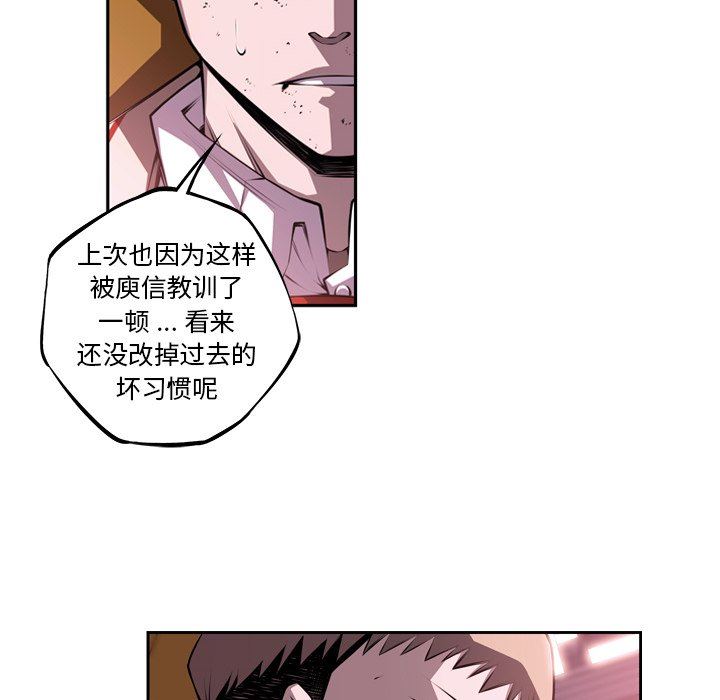 上次也因为这样
被庾信教训了
一顿 ... 看来
还没改掉过去的
坏习惯呢